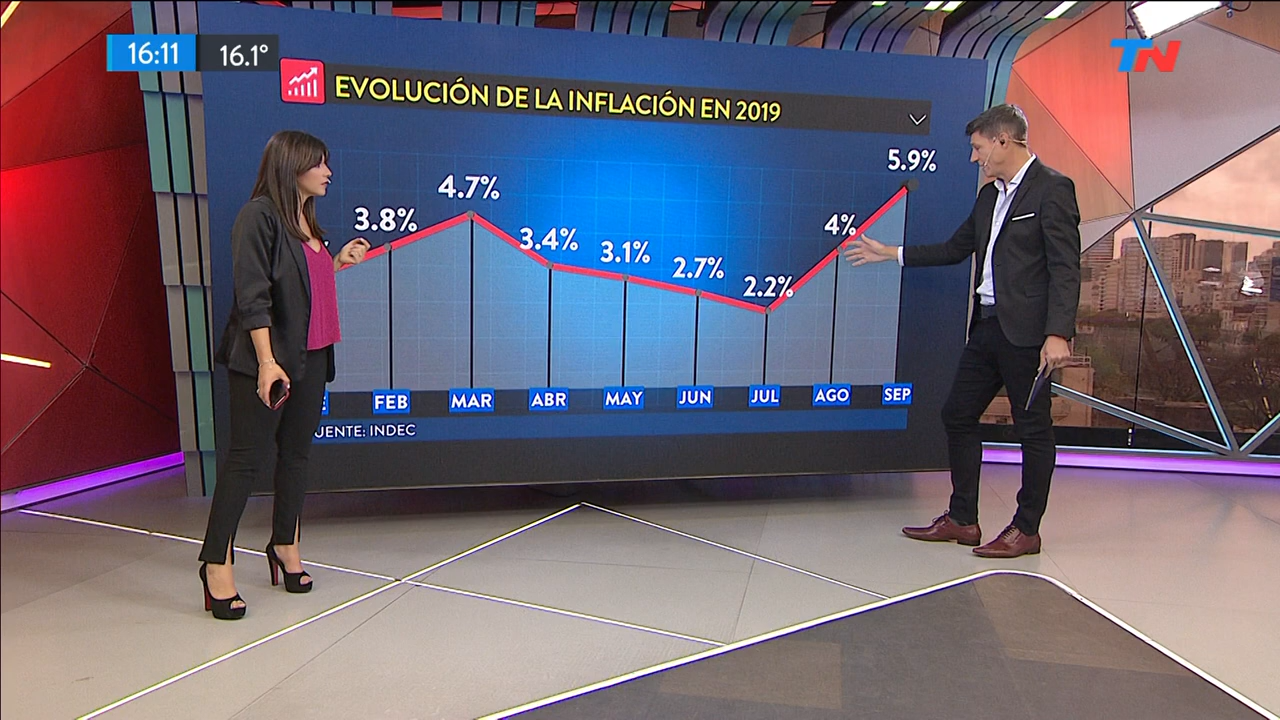 16:11 16.1°
TN
EVOLUCIÓN DE LA INFLACIÓN EN 2019
5.9%
4.7%
3.8%
4%
3.4%
3.1%
2.7%
2.2%
FEB MAR ABR MAY JUN JUL AGO SEP
UENTE: INDEC